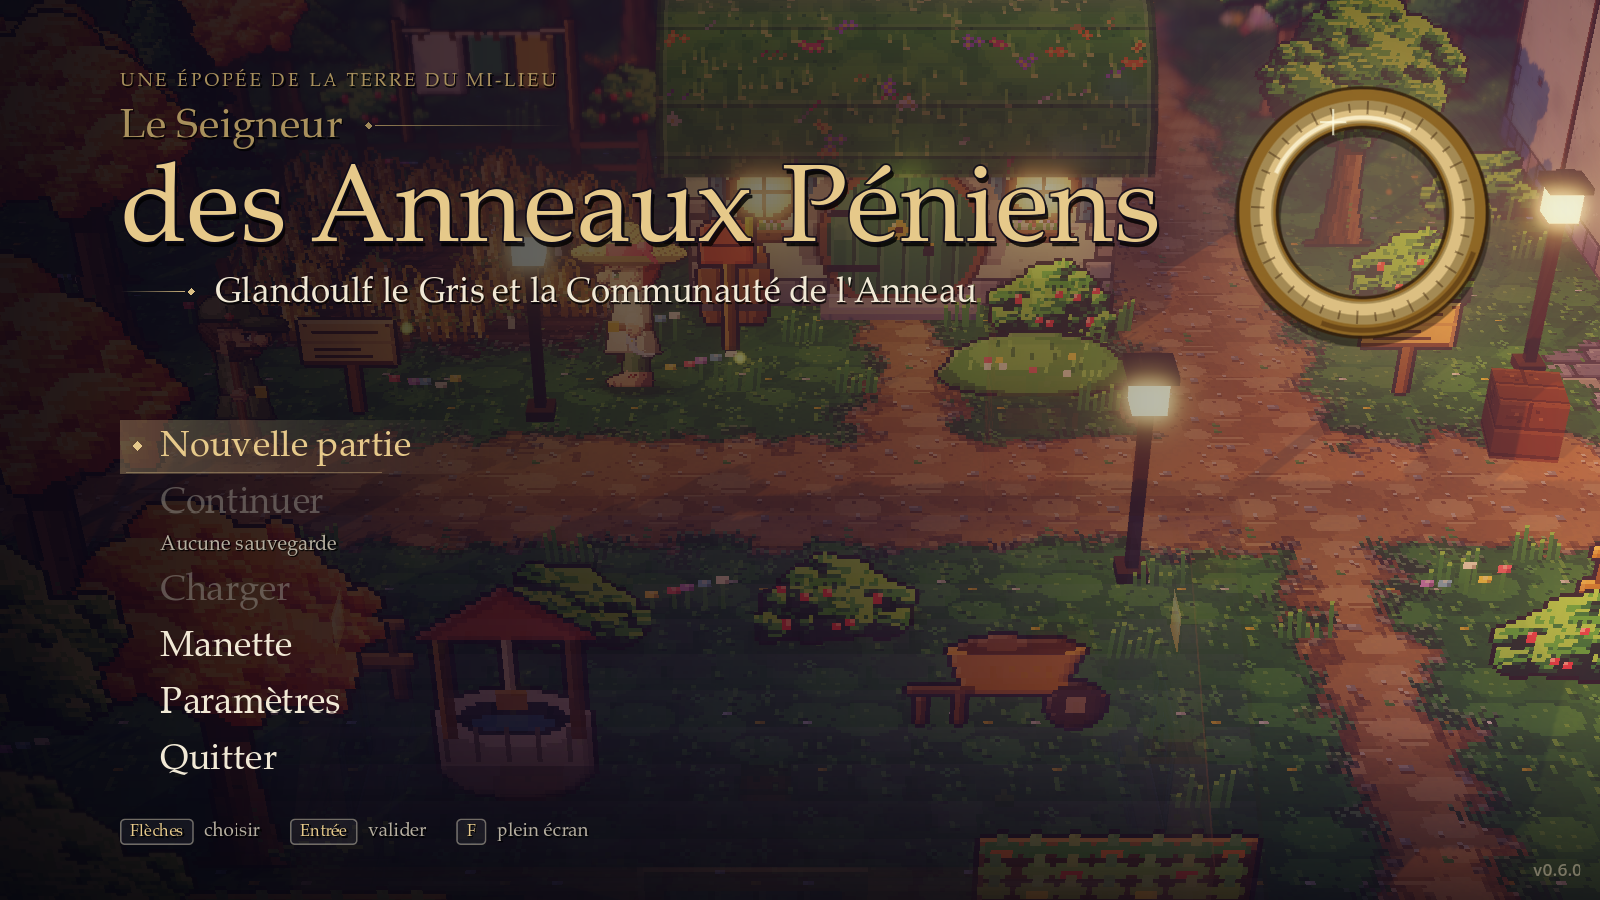 UNE ÉPOPÉE DE LA TERRE DU MI-LIEU
Le Seigneur
des Anneaux Péniens
Glandoulf le Gris et la Communauté de l'Anneau
Nouvelle partie
Continuer
Aucune sauvegarde
Charger
Manette
Paramètres
Quitter
Flèches choisir Entrée valider F plein écran
v0.6.0